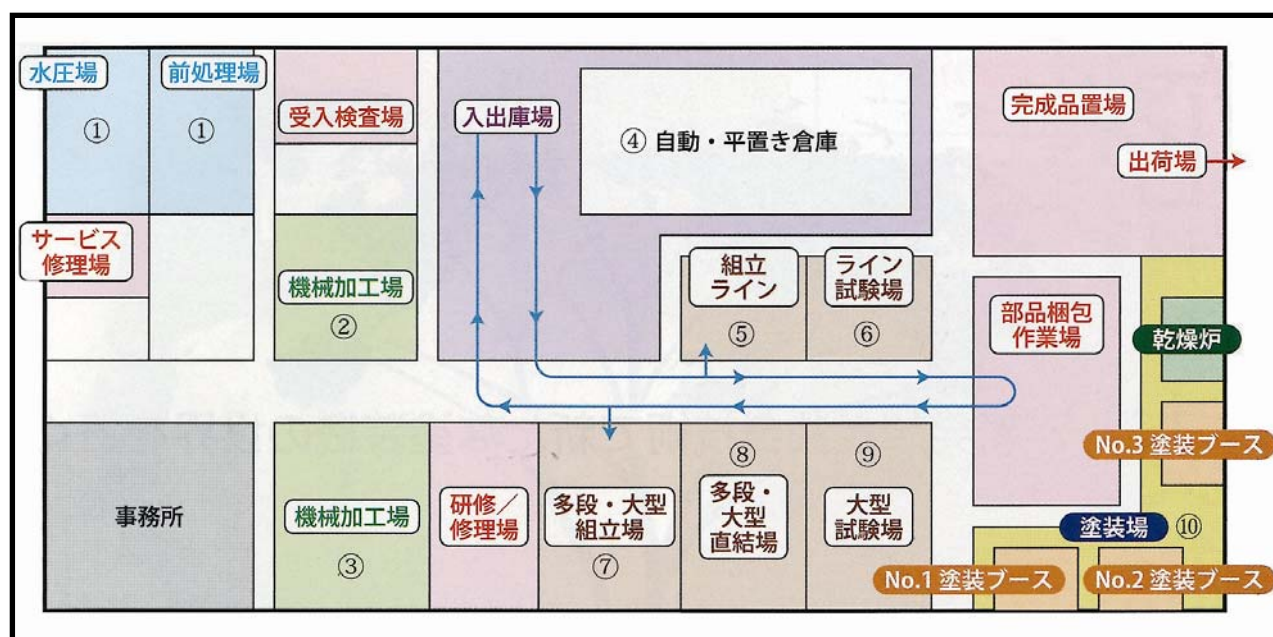 水圧場
①
前処理場
①
受入検査場
入出庫場
④ 自動・平置き倉庫
完成品置場
出荷場
サービス
修理場
機械加工場
②
組立
ライン
⑤
ライン
試験場
⑥
部品梱包
作業場
乾燥炉
No.3 塗装ブース
事務所
機械加工場
③
研修／
修理場
多段・大型
組立場
⑦
⑧
多段・
大型
直結場
⑨
大型
試験場
塗装場 ⑩
No.1 塗装ブース
No.2 塗装ブース